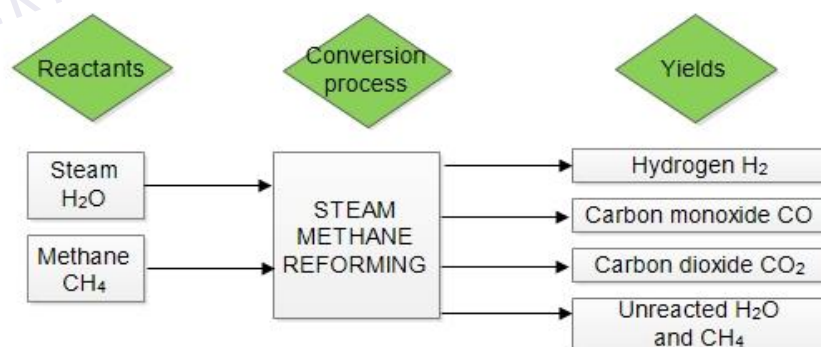 Reactants
Conversion
process
Yields
Steam
H₂O
Methane
CH₄
STEAM
METHANE
REFORMING
Hydrogen H₂
Carbon monoxide CO
Carbon dioxide CO₂
Unreacted H₂O
and CH₄